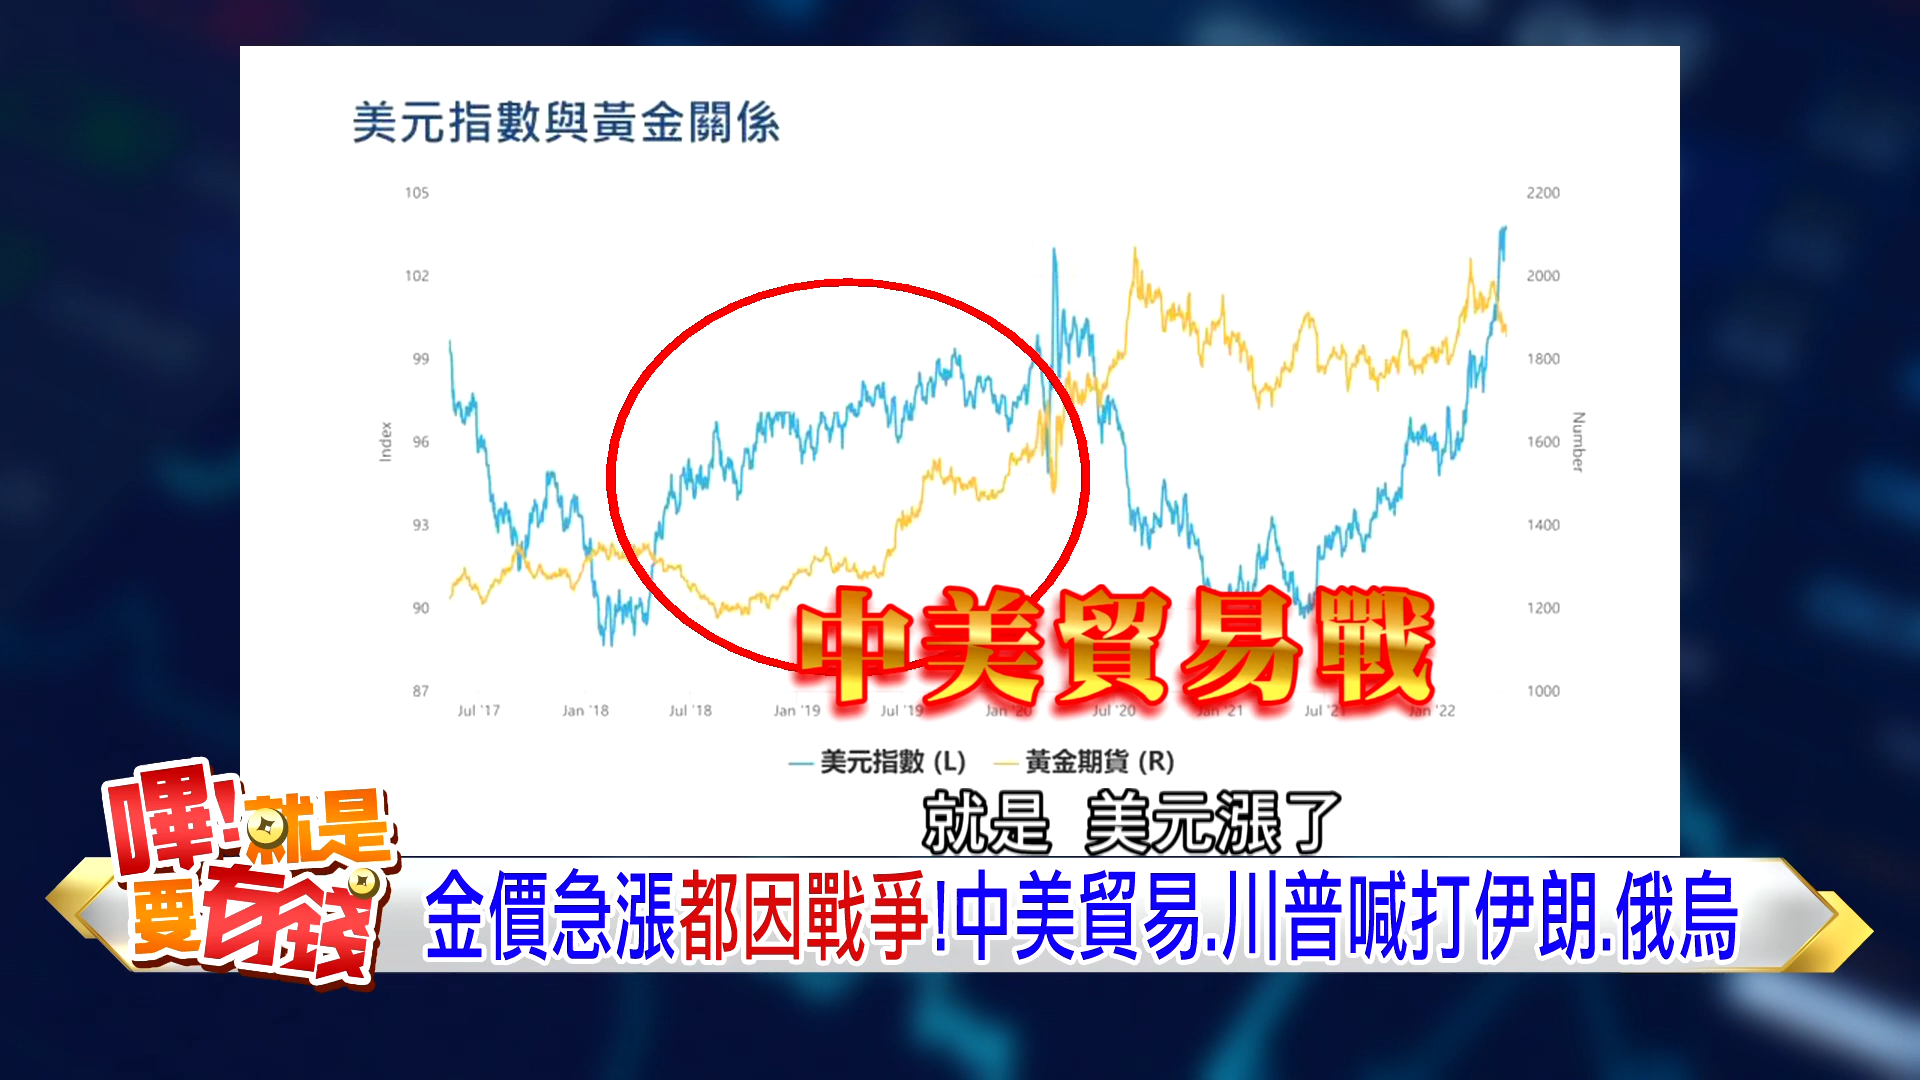 美元指數與黃金關係
105
2200
102
2000
99
1800
Index
96
1600
Number
93
1400
90
1200
87
1000
Jul '17
Jan '18
Jul '18
Jan '19
Jul '19
Jan '20
Jul '20
Jan '21
Jul '21
Jan '22
中美貿易戰
美元指數 (L)
黃金期貨 (R)
就是 美元漲了
嗶!就是
要有錢
金價急漲都因戰爭!中美貿易.川普喊打伊朗.俄烏